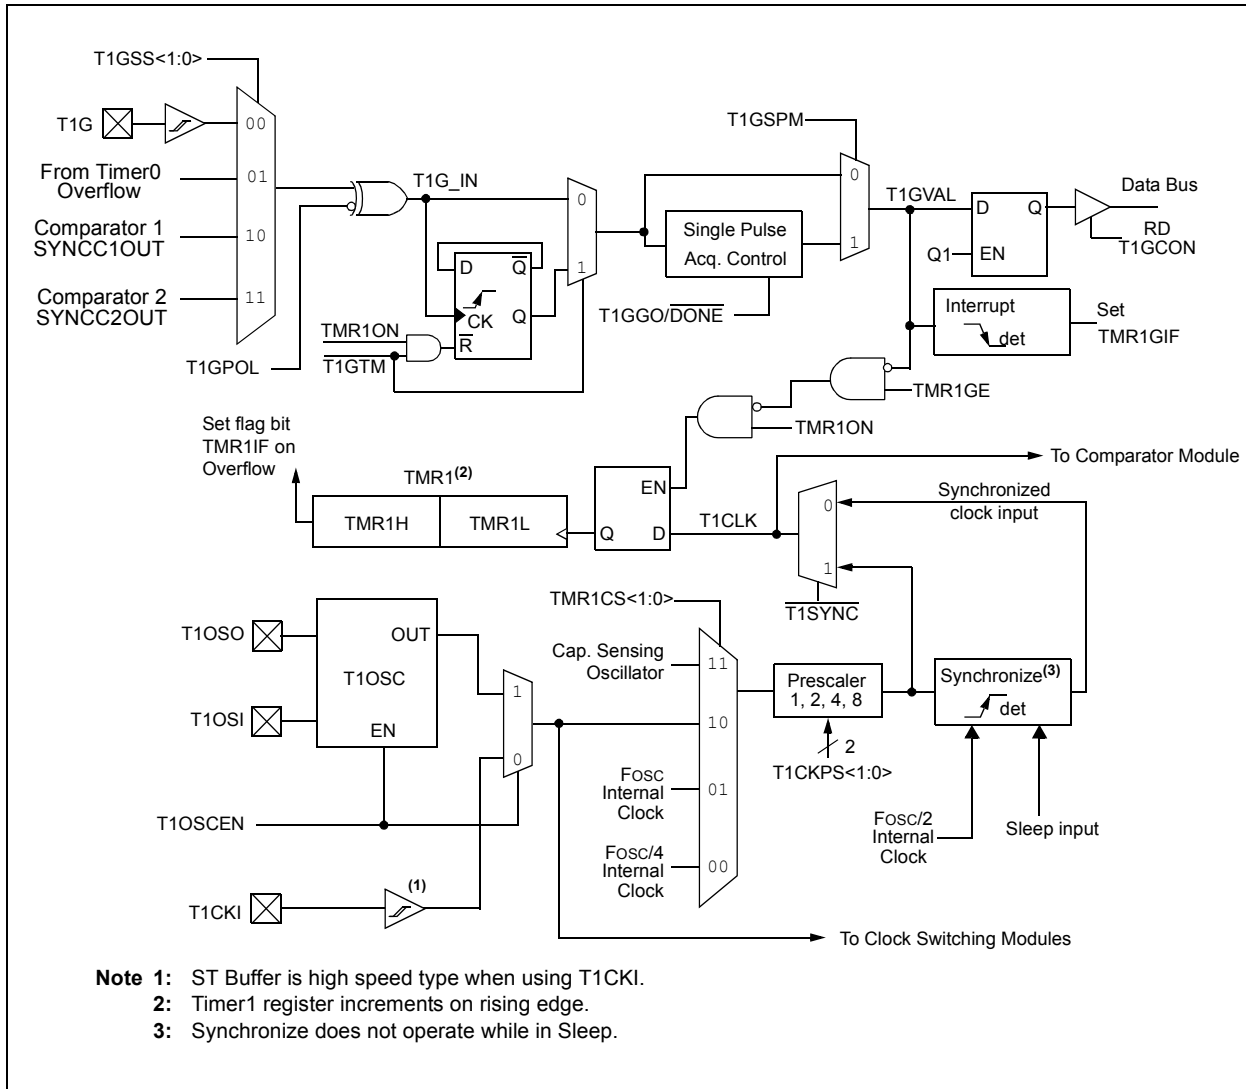 T1GSS<1:0>
T1G
00
From Timer0
Overflow
01
Comparator 1
SYNCC1OUT
10
Comparator 2
SYNCC2OUT
11
T1GPOL
T1G_IN
0
1
D
Q
CK
Q
R
TMR1ON
T1GTM
T1GSPM
0
1
Single Pulse
Acq. Control
T1GGO/DONE
T1GVAL
D
Q
Q1
EN
Data Bus
RD
T1GCON
Interrupt
det
Set
TMR1GIF
TMR1GE
TMR1ON
Set flag bit
TMR1IF on
Overflow
TMR1(2)
TMR1H
TMR1L
EN
Q
D
T1CLK
To Comparator Module
0
1
Synchronized
clock input
T1SYNC
T1OSO
T1OSI
OUT
T1OSC
EN
1
0
T1OSCEN
T1CKI
(1)
TMR1CS<1:0>
Cap. Sensing
Oscillator
11
10
FOSC
Internal
Clock
01
FOSC/4
Internal
Clock
00
Prescaler
1, 2, 4, 8
2
T1CKPS<1:0>
Synchronize(3)
det
FOSC/2
Internal
Clock
Sleep input
To Clock Switching Modules
Note 1: ST Buffer is high speed type when using T1CKI.
2: Timer1 register increments on rising edge.
3: Synchronize does not operate while in Sleep.